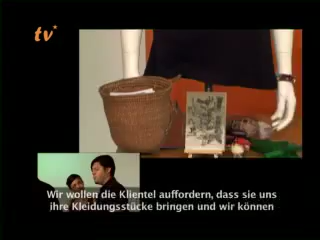 tv*
Wir wollen die Klientel auffordern, dass sie uns
ihre Kleidungsstücke bringen und wir können